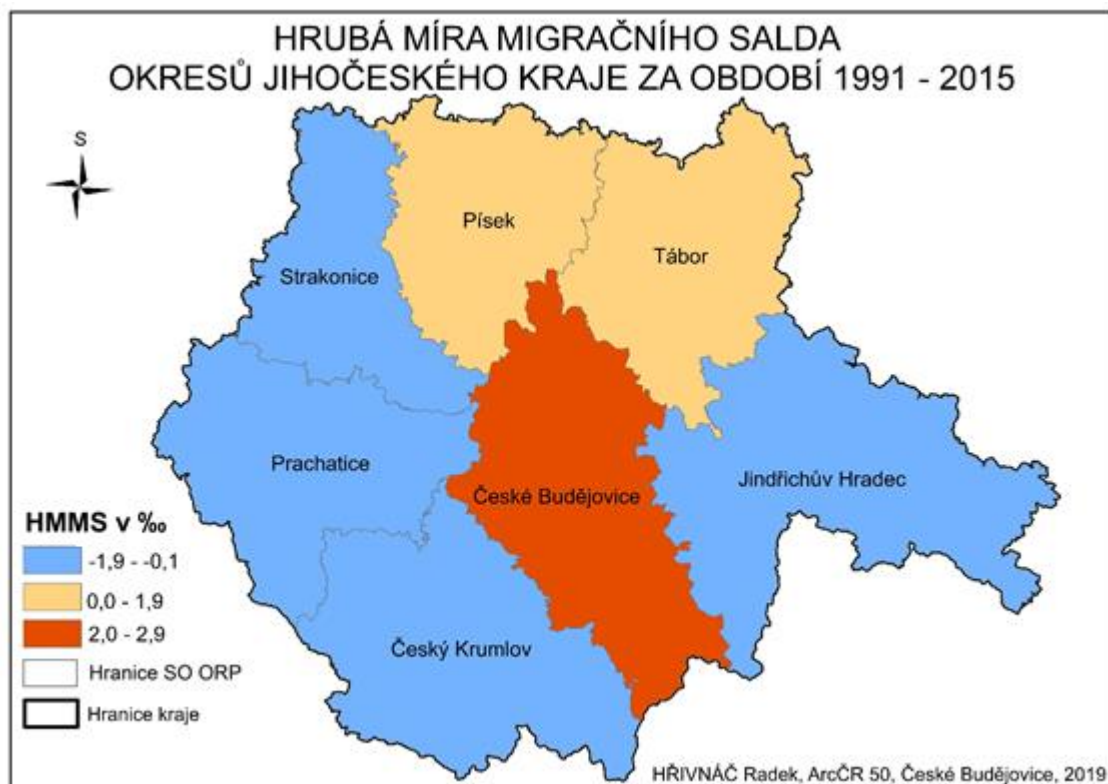 HRUBÁ MÍRA MIGRAČNÍHO SALDA
OKRESŮ JIHOČESKÉHO KRAJE ZA OBDOBÍ 1991 - 2015
S
Písek
Tábor
Strakonice
Prachatice
České Budějovice
Jindřichův Hradec
Český Krumlov
HMMS v ‰
-1,9 - -0,1
0,0 - 1,9
2,0 - 2,9
Hranice SO ORP
Hranice kraje
HŘIVNÁČ Radek, ArcČR 50, České Budějovice, 2019